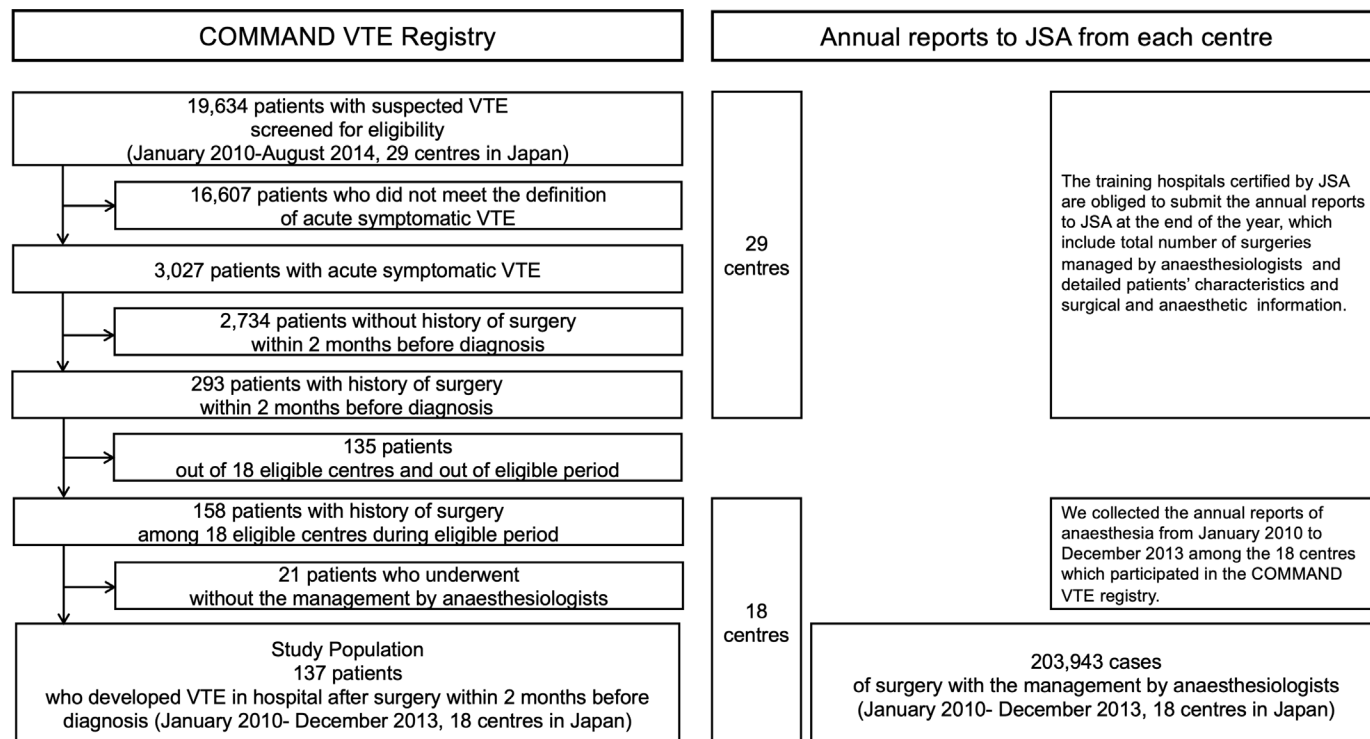 COMMAND VTE Registry
19,634 patients with suspected VTE
screened for eligibility
(January 2010-August 2014, 29 centres in Japan)
16,607 patients who did not meet the definition
of acute symptomatic VTE
3,027 patients with acute symptomatic VTE
2,734 patients without history of surgery
within 2 months before diagnosis
293 patients with history of surgery
within 2 months before diagnosis
135 patients
out of 18 eligible centres and out of eligible period
158 patients with history of surgery
among 18 eligible centres during eligible period
21 patients who underwent
without the management by anaesthesiologists
Study Population
137 patients
who developed VTE in hospital after surgery within 2 months before
diagnosis (January 2010- December 2013, 18 centres in Japan)
Annual reports to JSA from each centre
29
centres
The training hospitals certified by JSA
are obliged to submit the annual reports
to JSA at the end of the year, which
include total number of surgeries
managed by anaesthesiologists and
detailed patients' characteristics and
surgical and anaesthetic information.
18
centres
We collected the annual reports of
anaesthesia from January 2010 to
December 2013 among the 18 centres
which participated in the COMMAND
VTE registry.
203,943 cases
of surgery with the management by anaesthesiologists
(January 2010- December 2013, 18 centres in Japan)